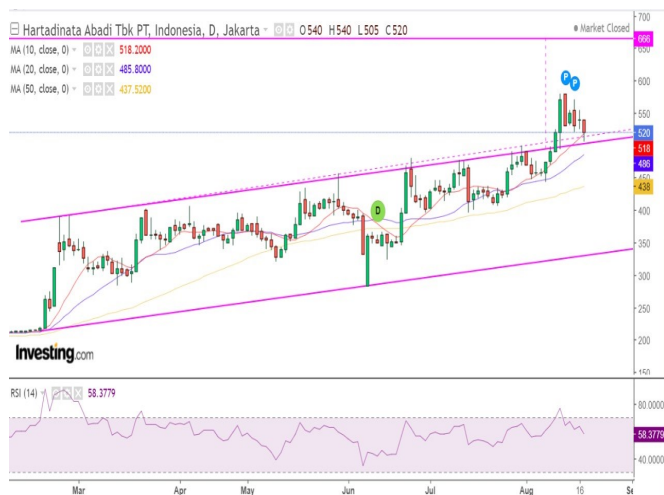 Hartadinata Abadi Tbk PT, Indonesia, D, Jakarta O540 H540 L505 C520
Market Closed
MA (10, close, 0) 518.2000
MA (20, close, 0) 485.8000
MA (50, close, 0) 437.5200
700
666
650
600
P P
550
520
518
486
450
438
D
400
350
300
250
200
150
Investing.com
RSI (14) 58.3779
80.0000
58.3779
40.0000
Mar Apr May Jun Jul Aug 16 Se